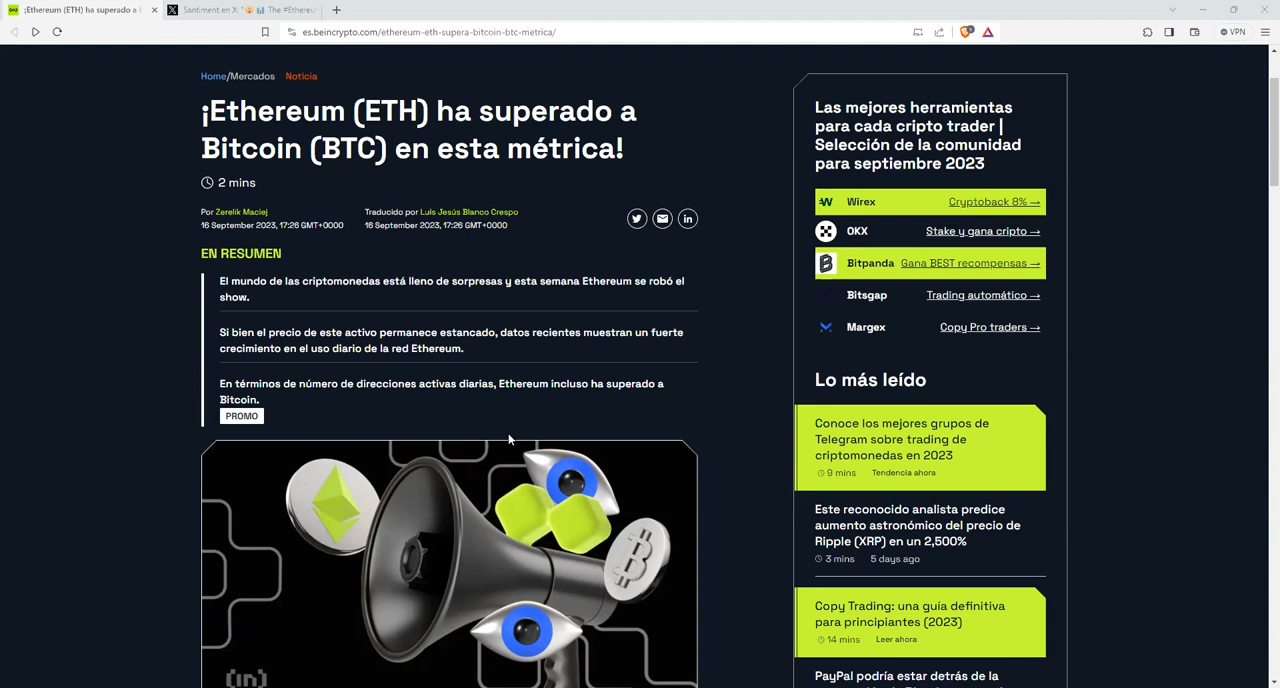 ¡Ethereum (ETH) ha superado a
Santiment en X: "
The #Ethereu
es.beincrypto.com/ethereum-eth-supera-bitcoin-btc-metrica/
1
VPN
Home/Mercados Noticia
¡Ethereum (ETH) ha superado a
Bitcoin (BTC) en esta métrica!
2 mins
Por Zerelik Maciej
16 September 2023, 17:26 GMT+0000
Traducido por Luis Jesús Blanco Crespo
16 September 2023, 17:26 GMT+0000
EN RESUMEN
El mundo de las criptomonedas está lleno de sorpresas y esta semana Ethereum se robó el
show.
Si bien el precio de este activo permanece estancado, datos recientes muestran un fuerte
crecimiento en el uso diario de la red Ethereum.
En términos de número de direcciones activas diarias, Ethereum incluso ha superado a
Bitcoin.
PROMO
(in)
Las mejores herramientas
para cada cripto trader |
Selección de la comunidad
para septiembre 2023
Wirex Cryptoback 8% →
OKX Stake y gana cripto →
Bitpanda Gana BEST recompensas →
Bitsgap Trading automático →
Margex Copy Pro traders →
Lo más leído
Conoce los mejores grupos de
Telegram sobre trading de
criptomonedas en 2023
9 mins Tendencia ahora
Este reconocido analista predice
aumento astronómico del precio de
Ripple (XRP) en un 2,500%
3 mins 5 days ago
Copy Trading: una guía definitiva
para principiantes (2023)
14 mins Leer ahora
PayPal podría estar detrás de la